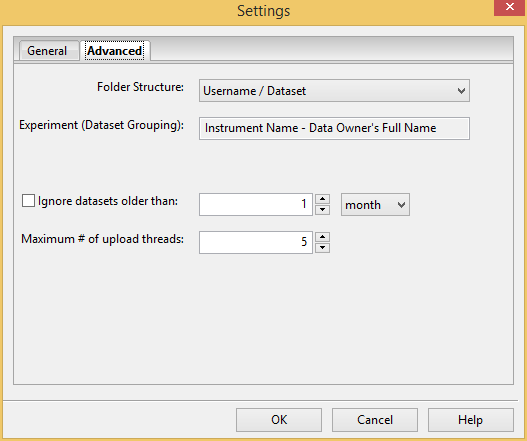 Settings
General Advanced
Folder Structure: Username / Dataset
Experiment (Dataset Grouping): Instrument Name - Data Owner's Full Name
Ignore datasets older than: 1 month
Maximum # of upload threads: 5
OK Cancel Help